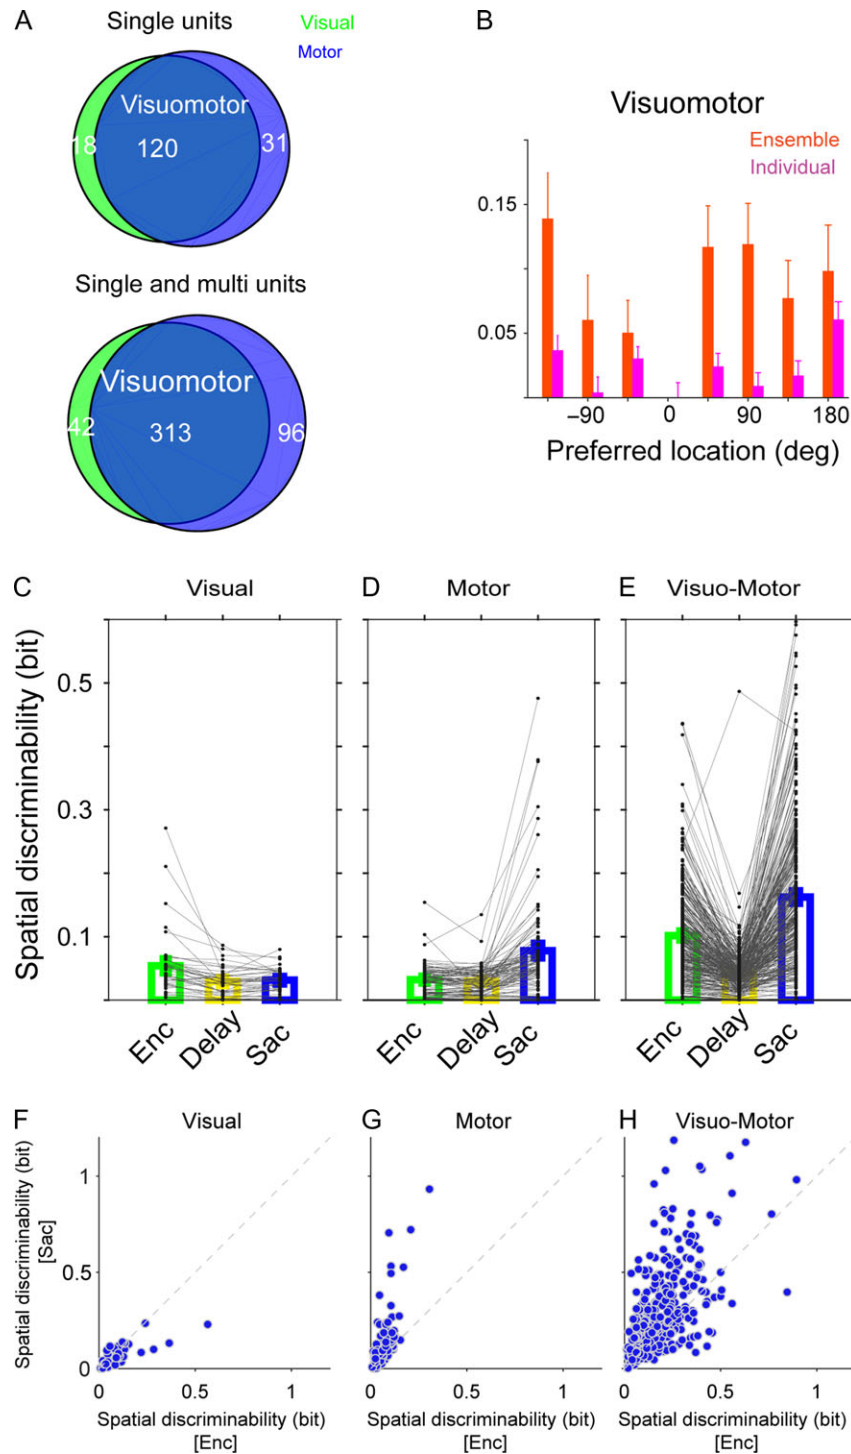 A
Single units
Visual
Motor
Visuomotor
18
120
31
Single and multi units
Visuomotor
42
313
96
B
Visuomotor
Ensemble
Individual
0.15
0.05
−90
0
90
180
Preferred location (deg)
C
Visual
D
Motor
E
Visuo-Motor
Spatial discriminability (bit)
0.5
0.3
0.1
Enc
Delay
Sac
Enc
Delay
Sac
Enc
Delay
Sac
F
Visual
G
Motor
H
Visuo-Motor
Spatial discriminability (bit)
[Sac]
1
0.5
0
0
0.5
1
0
0.5
1
0
0.5
1
Spatial discriminability (bit)
[Enc]
Spatial discriminability (bit)
[Enc]
Spatial discriminability (bit)
[Enc]